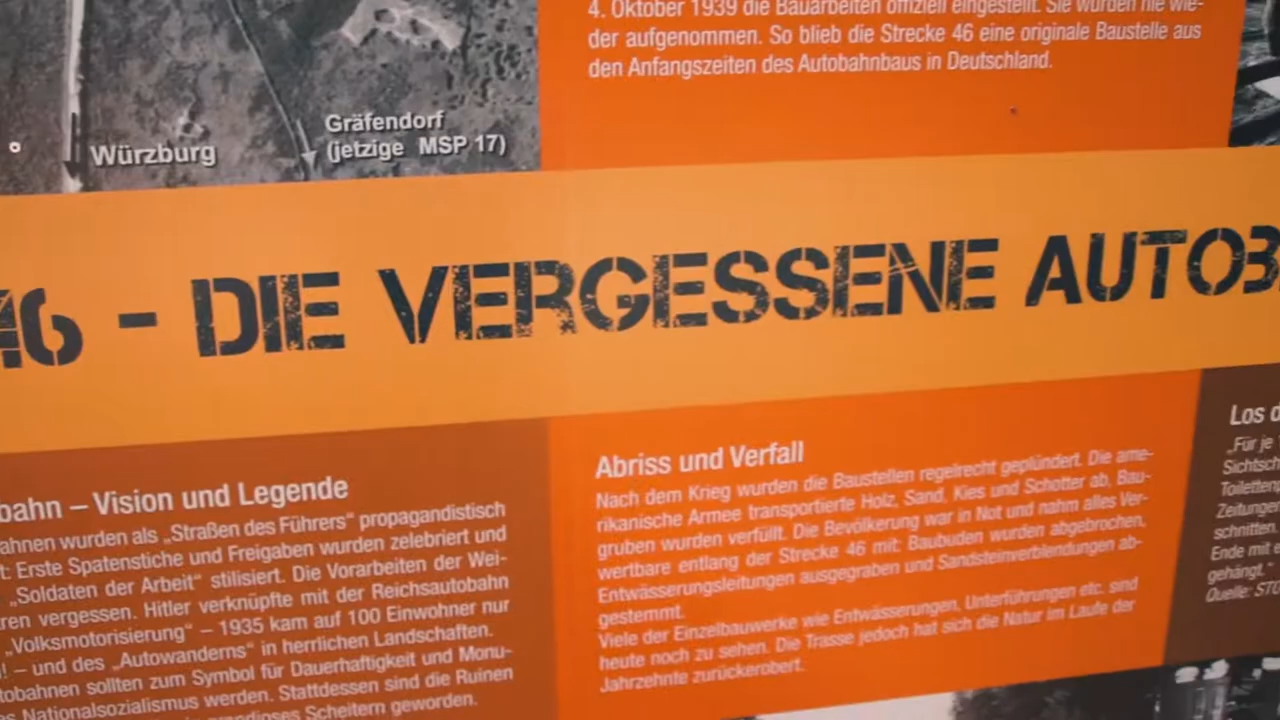 4. Oktober 1939 die Bauarbeiten offiziell eingestellt. Sie wurden nie wie-
der aufgenommen. So blieb die Strecke 46 eine originale Baustelle aus
den Anfangszeiten des Autobahnbaus in Deutschland.
Würzburg
Gräfendorf
(jetzige MSP 17)
46 - DIE VERGESSENE AUTOB
bahn – Vision und Legende
ahnen wurden als „Straßen des Führers“ propagandistisch
t: Erste Spatenstiche und Freigaben wurden zelebriert und
„Soldaten der Arbeit“ stilisiert. Die Vorarbeiten der Wei-
ren vergessen. Hitler verknüpfte mit der Reichsautobahn
„Volksmotorisierung“ – 1935 kam auf 100 Einwohner nur
! – und des „Autowanderns“ in herrlichen Landschaften.
tobahnen sollten zum Symbol für Dauerhaftigkeit und Monu-
s Nationalsozialismus werden. Stattdessen sind die Ruinen
grandioses Scheitern geworden.
Abriss und Verfall
Nach dem Krieg wurden die Baustellen regelrecht geplündert. Die ame-
rikanische Armee transportierte Holz, Sand, Kies und Schotter ab, Bau-
gruben wurden verfüllt. Die Bevölkerung war in Not und nahm alles Ver-
wertbare entlang der Strecke 46 mit: Baubuden wurden abgebrochen,
Entwässerungsleitungen ausgegraben und Sandsteinverblendungen ab-
gestemmt.
Viele der Einzelbauwerke wie Entwässerungen, Unterführungen etc. sind
heute noch zu sehen. Die Trasse jedoch hat sich die Natur im Laufe der
Jahrzehnte zurückerobert.
Los d
„Für je
Sichtsch
Toiletten
Zeitungen
schnitten
Ende mit e
gehängt.“
Quelle: STO